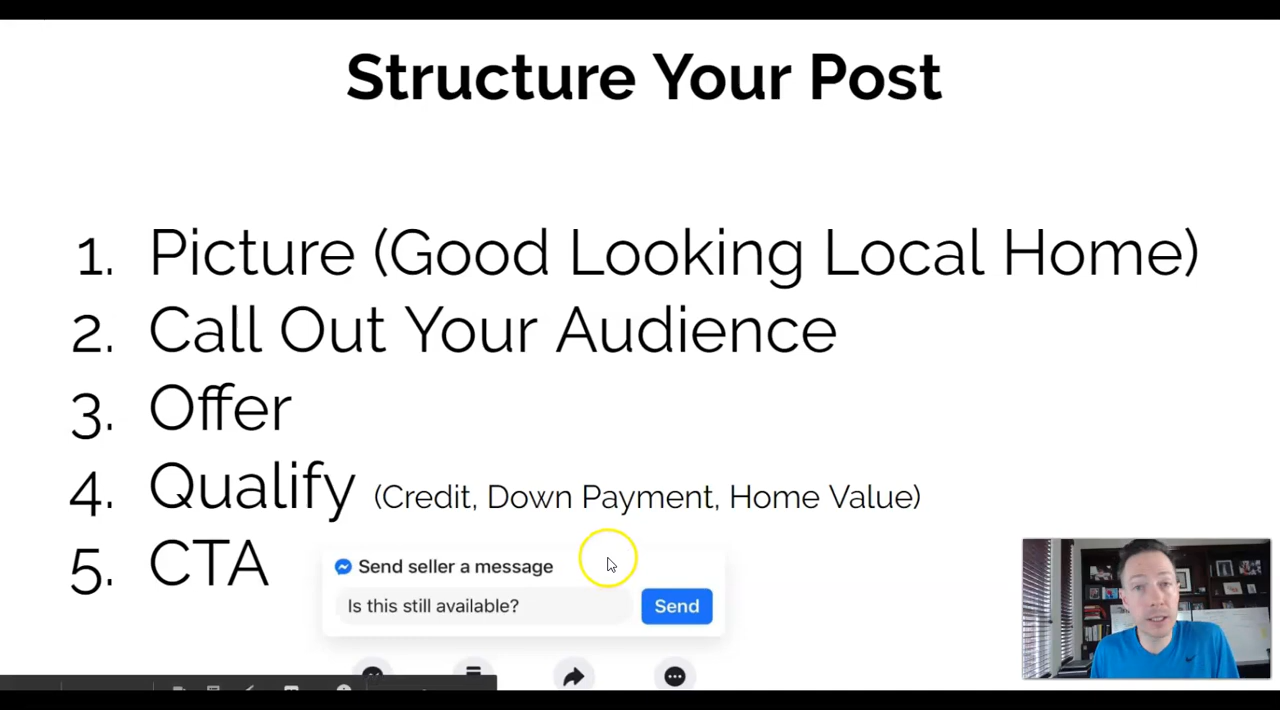 Structure Your Post
1. Picture (Good Looking Local Home)
2. Call Out Your Audience
3. Offer
4. Qualify (Credit, Down Payment, Home Value)
5. CTA
Send seller a message
Is this still available?
Send